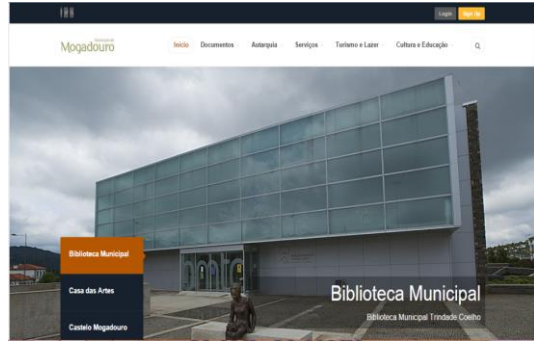 Login Sign Up
Mogadouro
Início Documentos Autarquia Serviços Turismo e Lazer Cultura e Educação
Biblioteca Municipal
Casa das Artes
Castelo Mogadouro
Biblioteca Municipal
Biblioteca Municipal Trindade Coelho